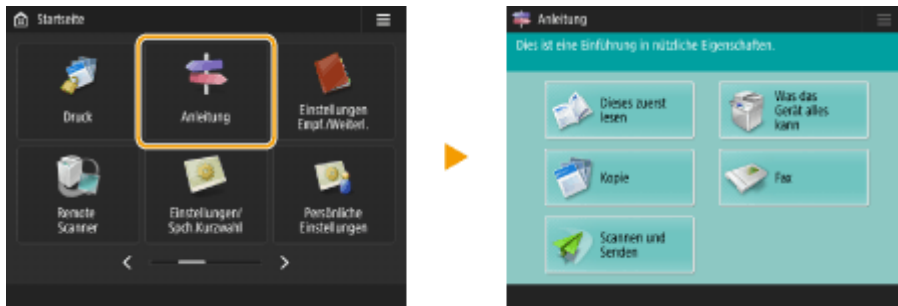 Startseite
Druck
Anleitung
Einstellungen
Empf./Weiterl.
Remote
Scanner
Einstellungen/
Spch.Kurzwahl
Persönliche
Einstellungen
Anleitung
Dies ist eine Einführung in nützliche Eigenschaften.
Dieses zuerst
lesen
Was das
Gerät alles
kann
Kopie
Fax
Scannen und
Senden